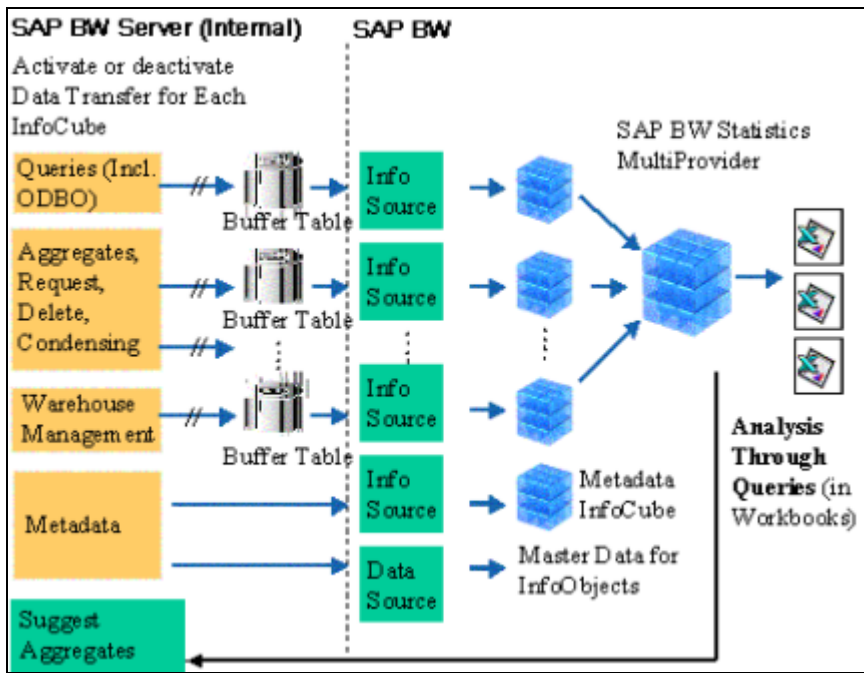 SAP BW Server (Internal)
SAP BW
Activate or deactivate
Data Transfer for Each
InfoCube
SAP BW Statistics
MultiProvider
Queries (Incl.
ODBO)
Buffer Table
Info
Source
Aggregates,
Request,
Delete,
Condensing
Buffer Table
Info
Source
Warehouse
Management
Buffer Table
Info
Source
Analysis
Through
Queries (in
Workbooks)
Metadata
Info
Source
Metadata
InfoCube
Data
Source
Master Data for
InfoObjects
Suggest
Aggregates